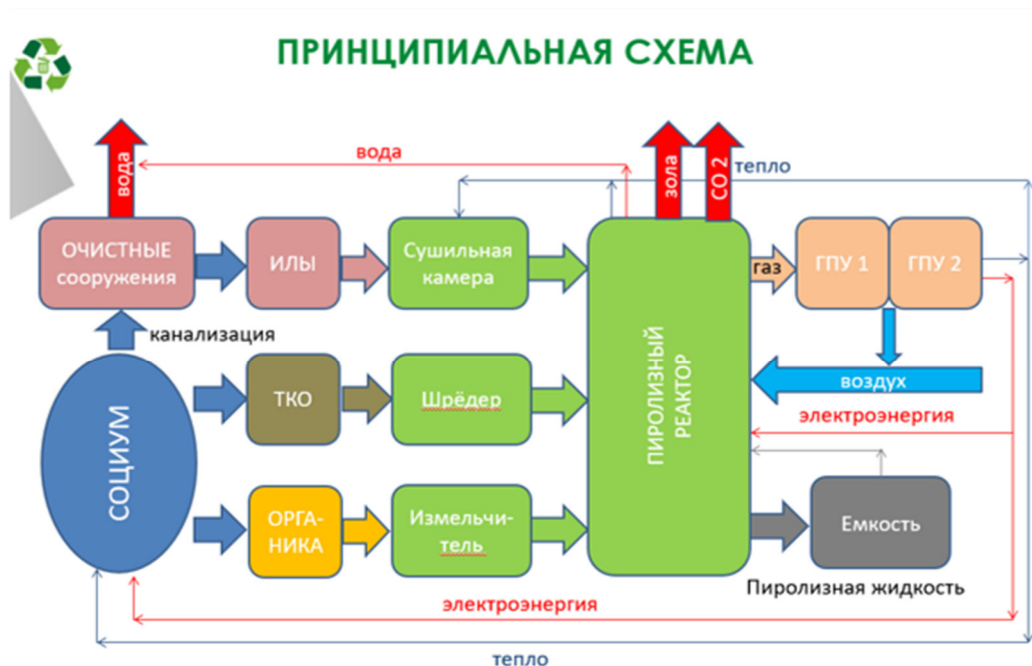 ПРИНЦИПИАЛЬНАЯ СХЕМА
вода
вода
зола
СО 2
тепло
ОЧИСТНЫЕ
сооружения
ИЛЫ
Сушильная
камера
газ
ГПУ 1
ГПУ 2
канализация
СОЦИУМ
ТКО
Шрёдер
ПИРОЛИЗНЫЙ
РЕАКТОР
воздух
электроэнергия
ОРГА-
НИКА
Измельчи-
тель
Емкость
Пиролизная жидкость
электроэнергия
тепло